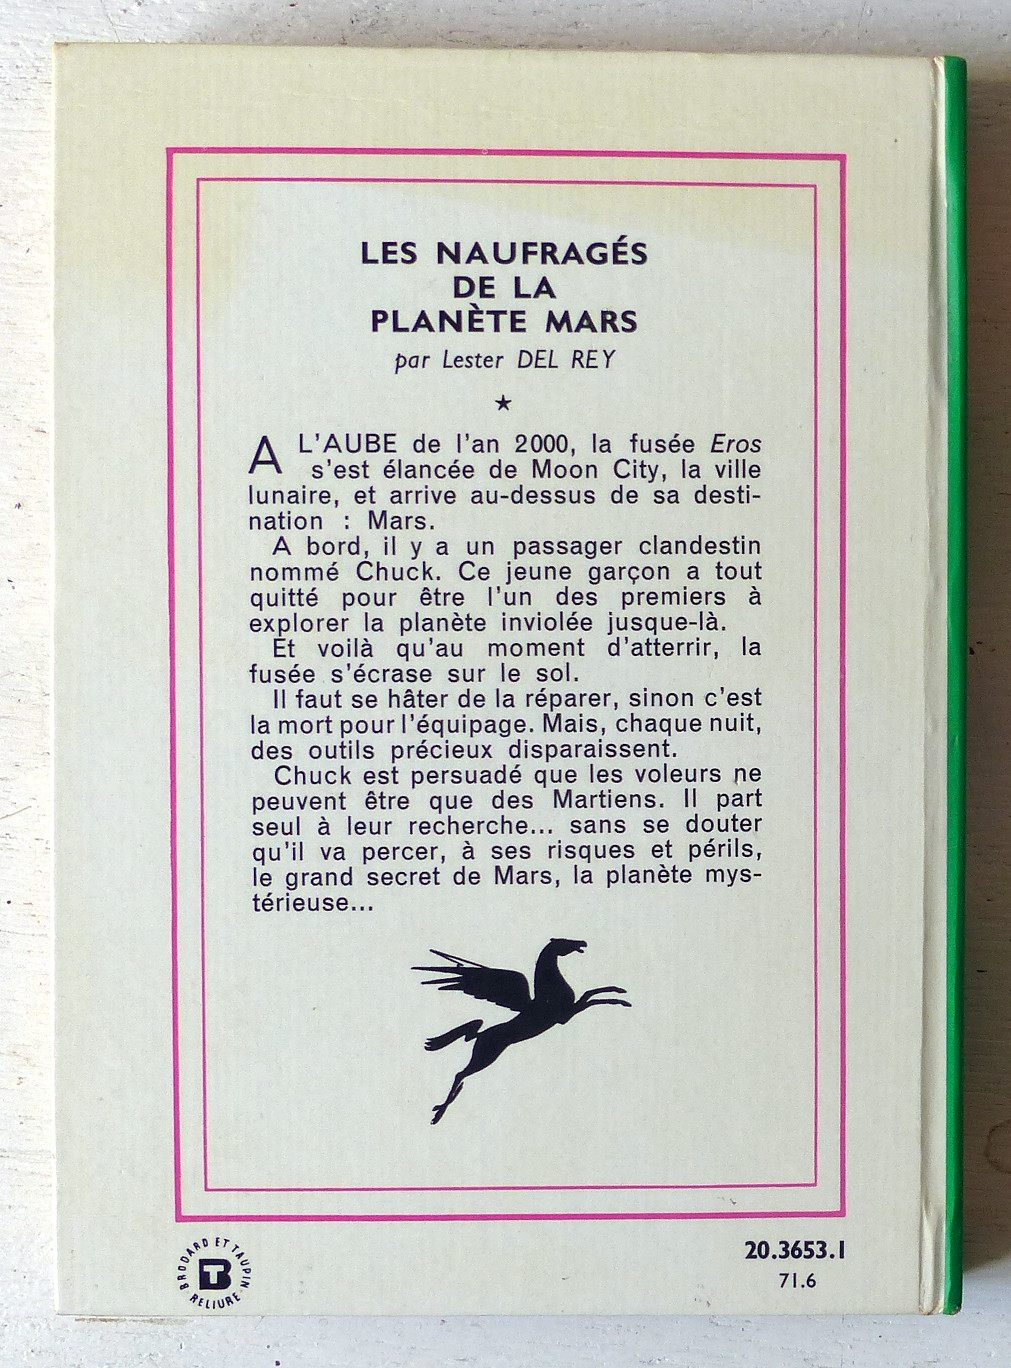 LES NAUFRAGÉS
DE LA
PLANÈTE MARS
par Lester DEL REY
★
A L'AUBE de l'an 2000, la fusée Eros
s'est élancée de Moon City, la ville
lunaire, et arrive au-dessus de sa desti-
nation : Mars.
A bord, il y a un passager clandestin
nommé Chuck. Ce jeune garçon a tout
quitté pour être l'un des premiers à
explorer la planète inviolée jusque-là.
Et voilà qu'au moment d'atterrir, la
fusée s'écrase sur le sol.
Il faut se hâter de la réparer, sinon c'est
la mort pour l'équipage. Mais, chaque nuit,
des outils précieux disparaissent.
Chuck est persuadé que les voleurs ne
peuvent être que des Martiens. Il part
seul à leur recherche... sans se douter
qu'il va percer, à ses risques et périls,
le grand secret de Mars, la planète mys-
térieuse...
BRODARD ET TAUPIN
BT
RELIURE
20.3653.1
71.6